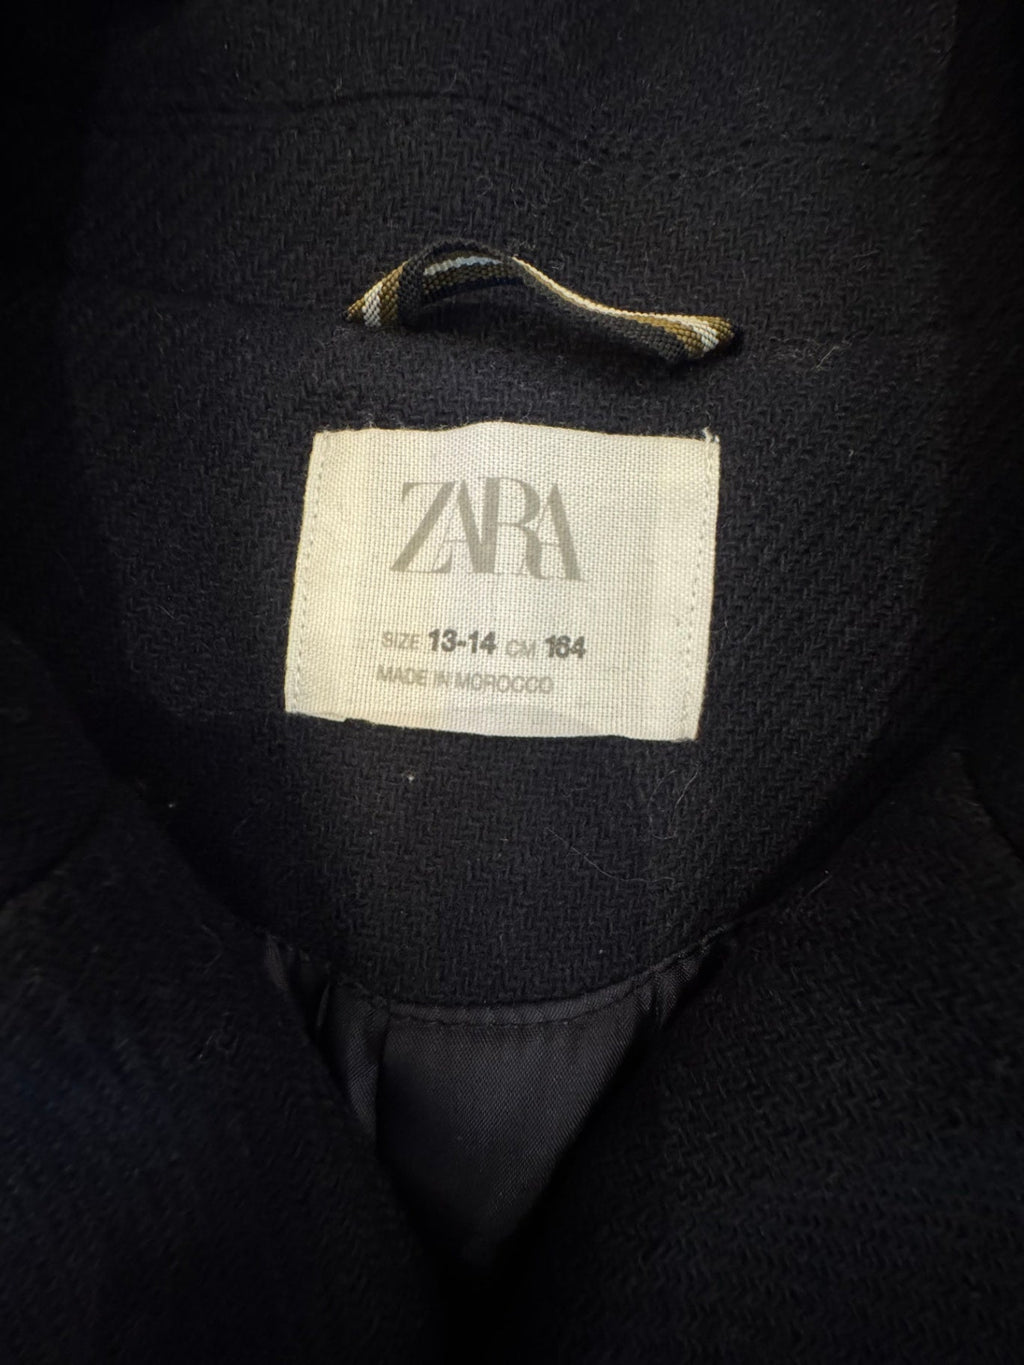 ZARA
SIZE 13-14 CM 164
MADE IN MOROCCO